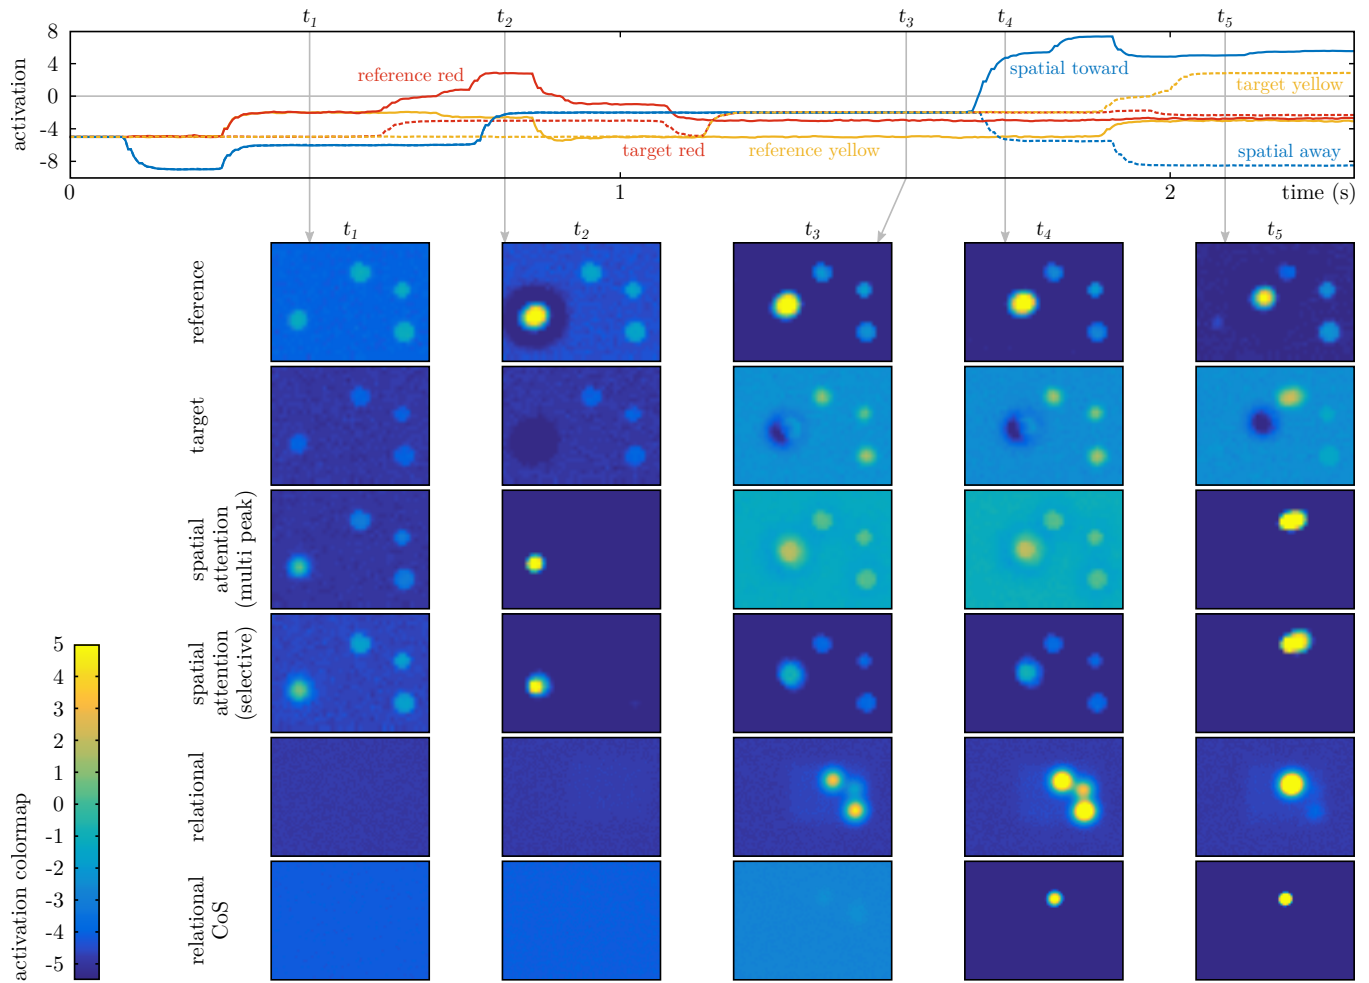 t1 t2 t3 t4 t5
8
4
0
-4
-8
activation
reference red
spatial toward
target yellow
target red
reference yellow
spatial away
0 1 2 time (s)
t1 t2 t3 t4 t5
reference
target
spatial
attention
(multi peak)
spatial
attention
(selective)
relational
relational
CoS
activation colormap
5
4
3
2
1
0
-1
-2
-3
-4
-5